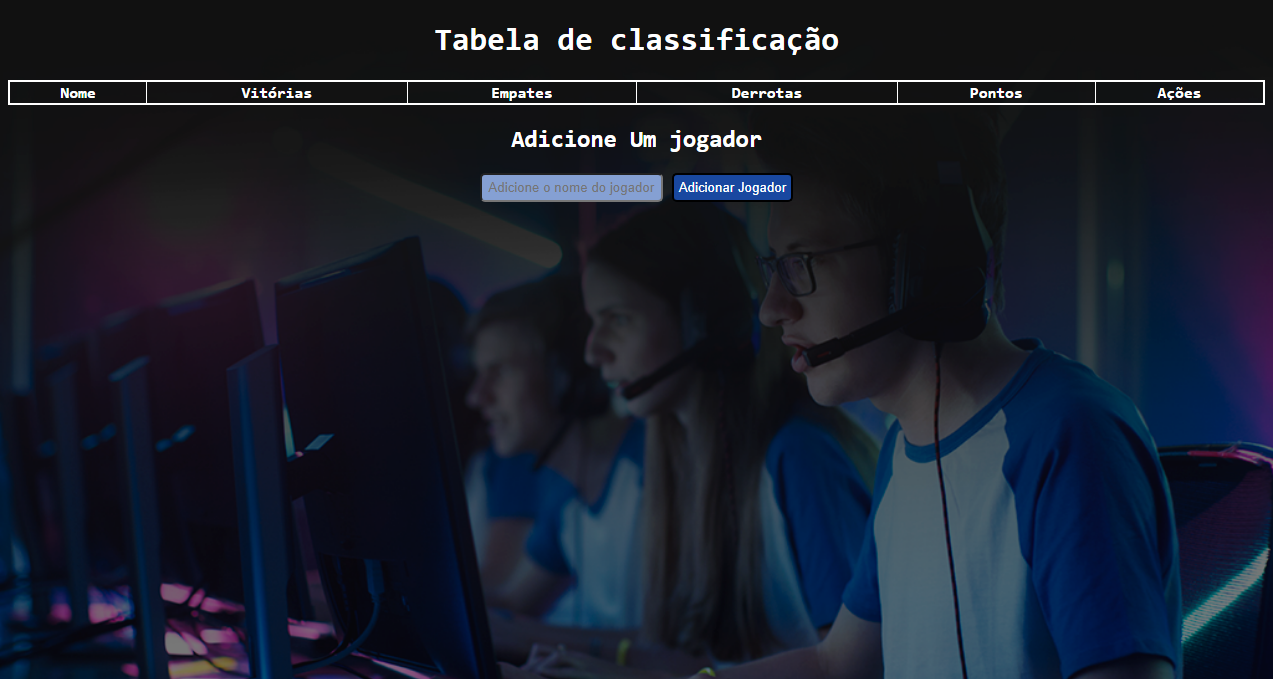 Tabela de classificação
Nome Vitórias Empates Derrotas Pontos Ações
Adicione Um jogador
Adicione o nome do jogador Adicionar Jogador